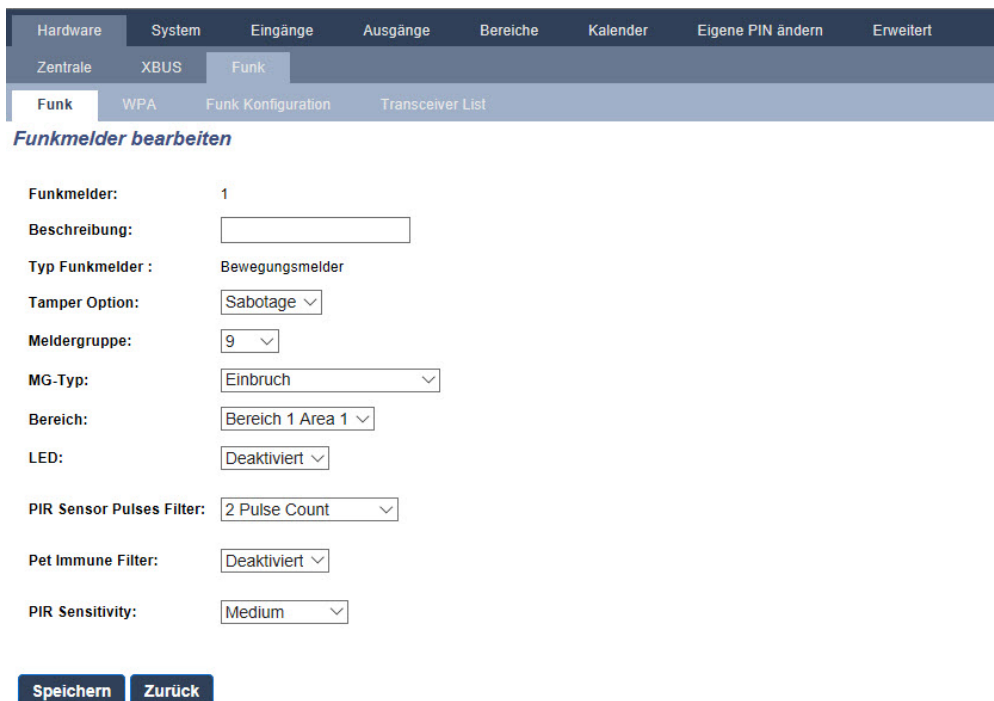 Hardware System Eingänge Ausgänge Bereiche Kalender Eigene PIN ändern Erweitert
Zentrale XBUS Funk
Funk WPA Funk Konfiguration Transceiver List
Funkmelder bearbeiten
Funkmelder: 1
Beschreibung:
Typ Funkmelder : Bewegungsmelder
Tamper Option: Sabotage
Meldergruppe: 9
MG-Typ: Einbruch
Bereich: Bereich 1 Area 1
LED: Deaktiviert
PIR Sensor Pulses Filter: 2 Pulse Count
Pet Immune Filter: Deaktiviert
PIR Sensitivity: Medium
Speichern Zurück